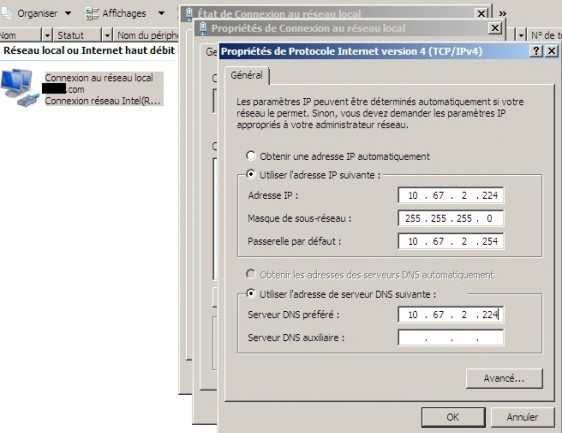 Organiser Affichages »
Nom Statut Nom du périph N° de t
Réseau local ou Internet haut débit
Connexion au réseau local
.com
Connexion réseau Intel(R...
État de Connexion au réseau local
Propriétés de Connexion au réseau local
Propriétés de Protocole Internet version 4 (TCP/IPv4)
Général
Les paramètres IP peuvent être déterminés automatiquement si votre
réseau le permet. Sinon, vous devez demander les paramètres IP
appropriés à votre administrateur réseau.
Obtenir une adresse IP automatiquement
Utiliser l'adresse IP suivante :
Adresse IP : 10 . 67 . 2 . 224
Masque de sous-réseau : 255 . 255 . 255 . 0
Passerelle par défaut : 10 . 67 . 2 . 254
Obtenir les adresses des serveurs DNS automatiquement
Utiliser l'adresse de serveur DNS suivante :
Serveur DNS préféré : 10 . 67 . 2 . 224
Serveur DNS auxiliaire : . . .
Avancé...
OK Annuler